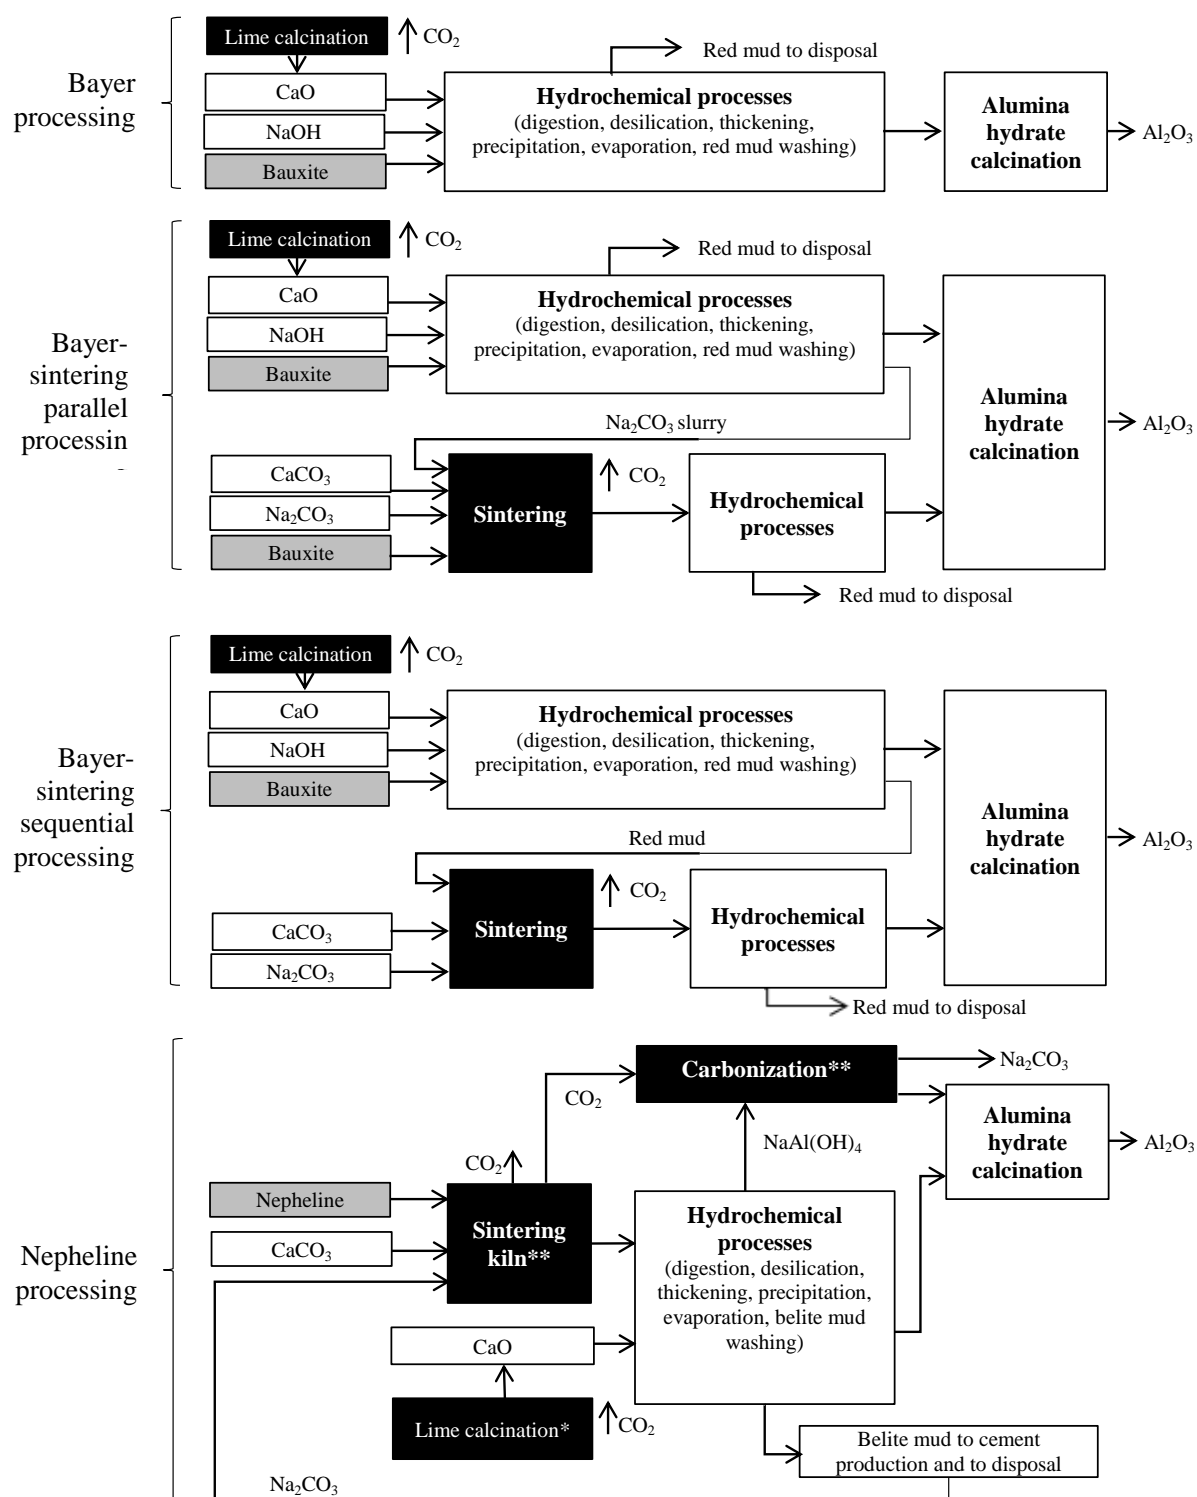 Bayer
processing
Lime calcination
CO₂
CaO
NaOH
Bauxite
Red mud to disposal
Hydrochemical processes
(digestion, desilication, thickening,
precipitation, evaporation, red mud washing)
Alumina
hydrate
calcination
Al₂O₃
Bayer-
sintering
parallel
processin
Lime calcination
CO₂
CaO
NaOH
Bauxite
Red mud to disposal
Hydrochemical processes
(digestion, desilication, thickening,
precipitation, evaporation, red mud washing)
Na₂CO₃ slurry
CaCO₃
Na₂CO₃
Bauxite
Sintering
CO₂
Hydrochemical
processes
Red mud to disposal
Alumina
hydrate
calcination
Al₂O₃
Bayer-
sintering
sequential
processing
Lime calcination
CO₂
CaO
NaOH
Bauxite
Hydrochemical processes
(digestion, desilication, thickening,
precipitation, evaporation, red mud washing)
Red mud
CaCO₃
Na₂CO₃
Sintering
CO₂
Hydrochemical
processes
Red mud to disposal
Alumina
hydrate
calcination
Al₂O₃
Nepheline
processing
Carbonization**
Na₂CO₃
CO₂
NaAl(OH)₄
CO₂
Alumina
hydrate
calcination
Al₂O₃
Nepheline
CaCO₃
Sintering
kiln**
Hydrochemical
processes
(digestion, desilication,
thickening, precipitation,
evaporation, belite mud
washing)
CaO
Lime calcination*
CO₂
Belite mud to cement
production and to disposal
Na₂CO₃